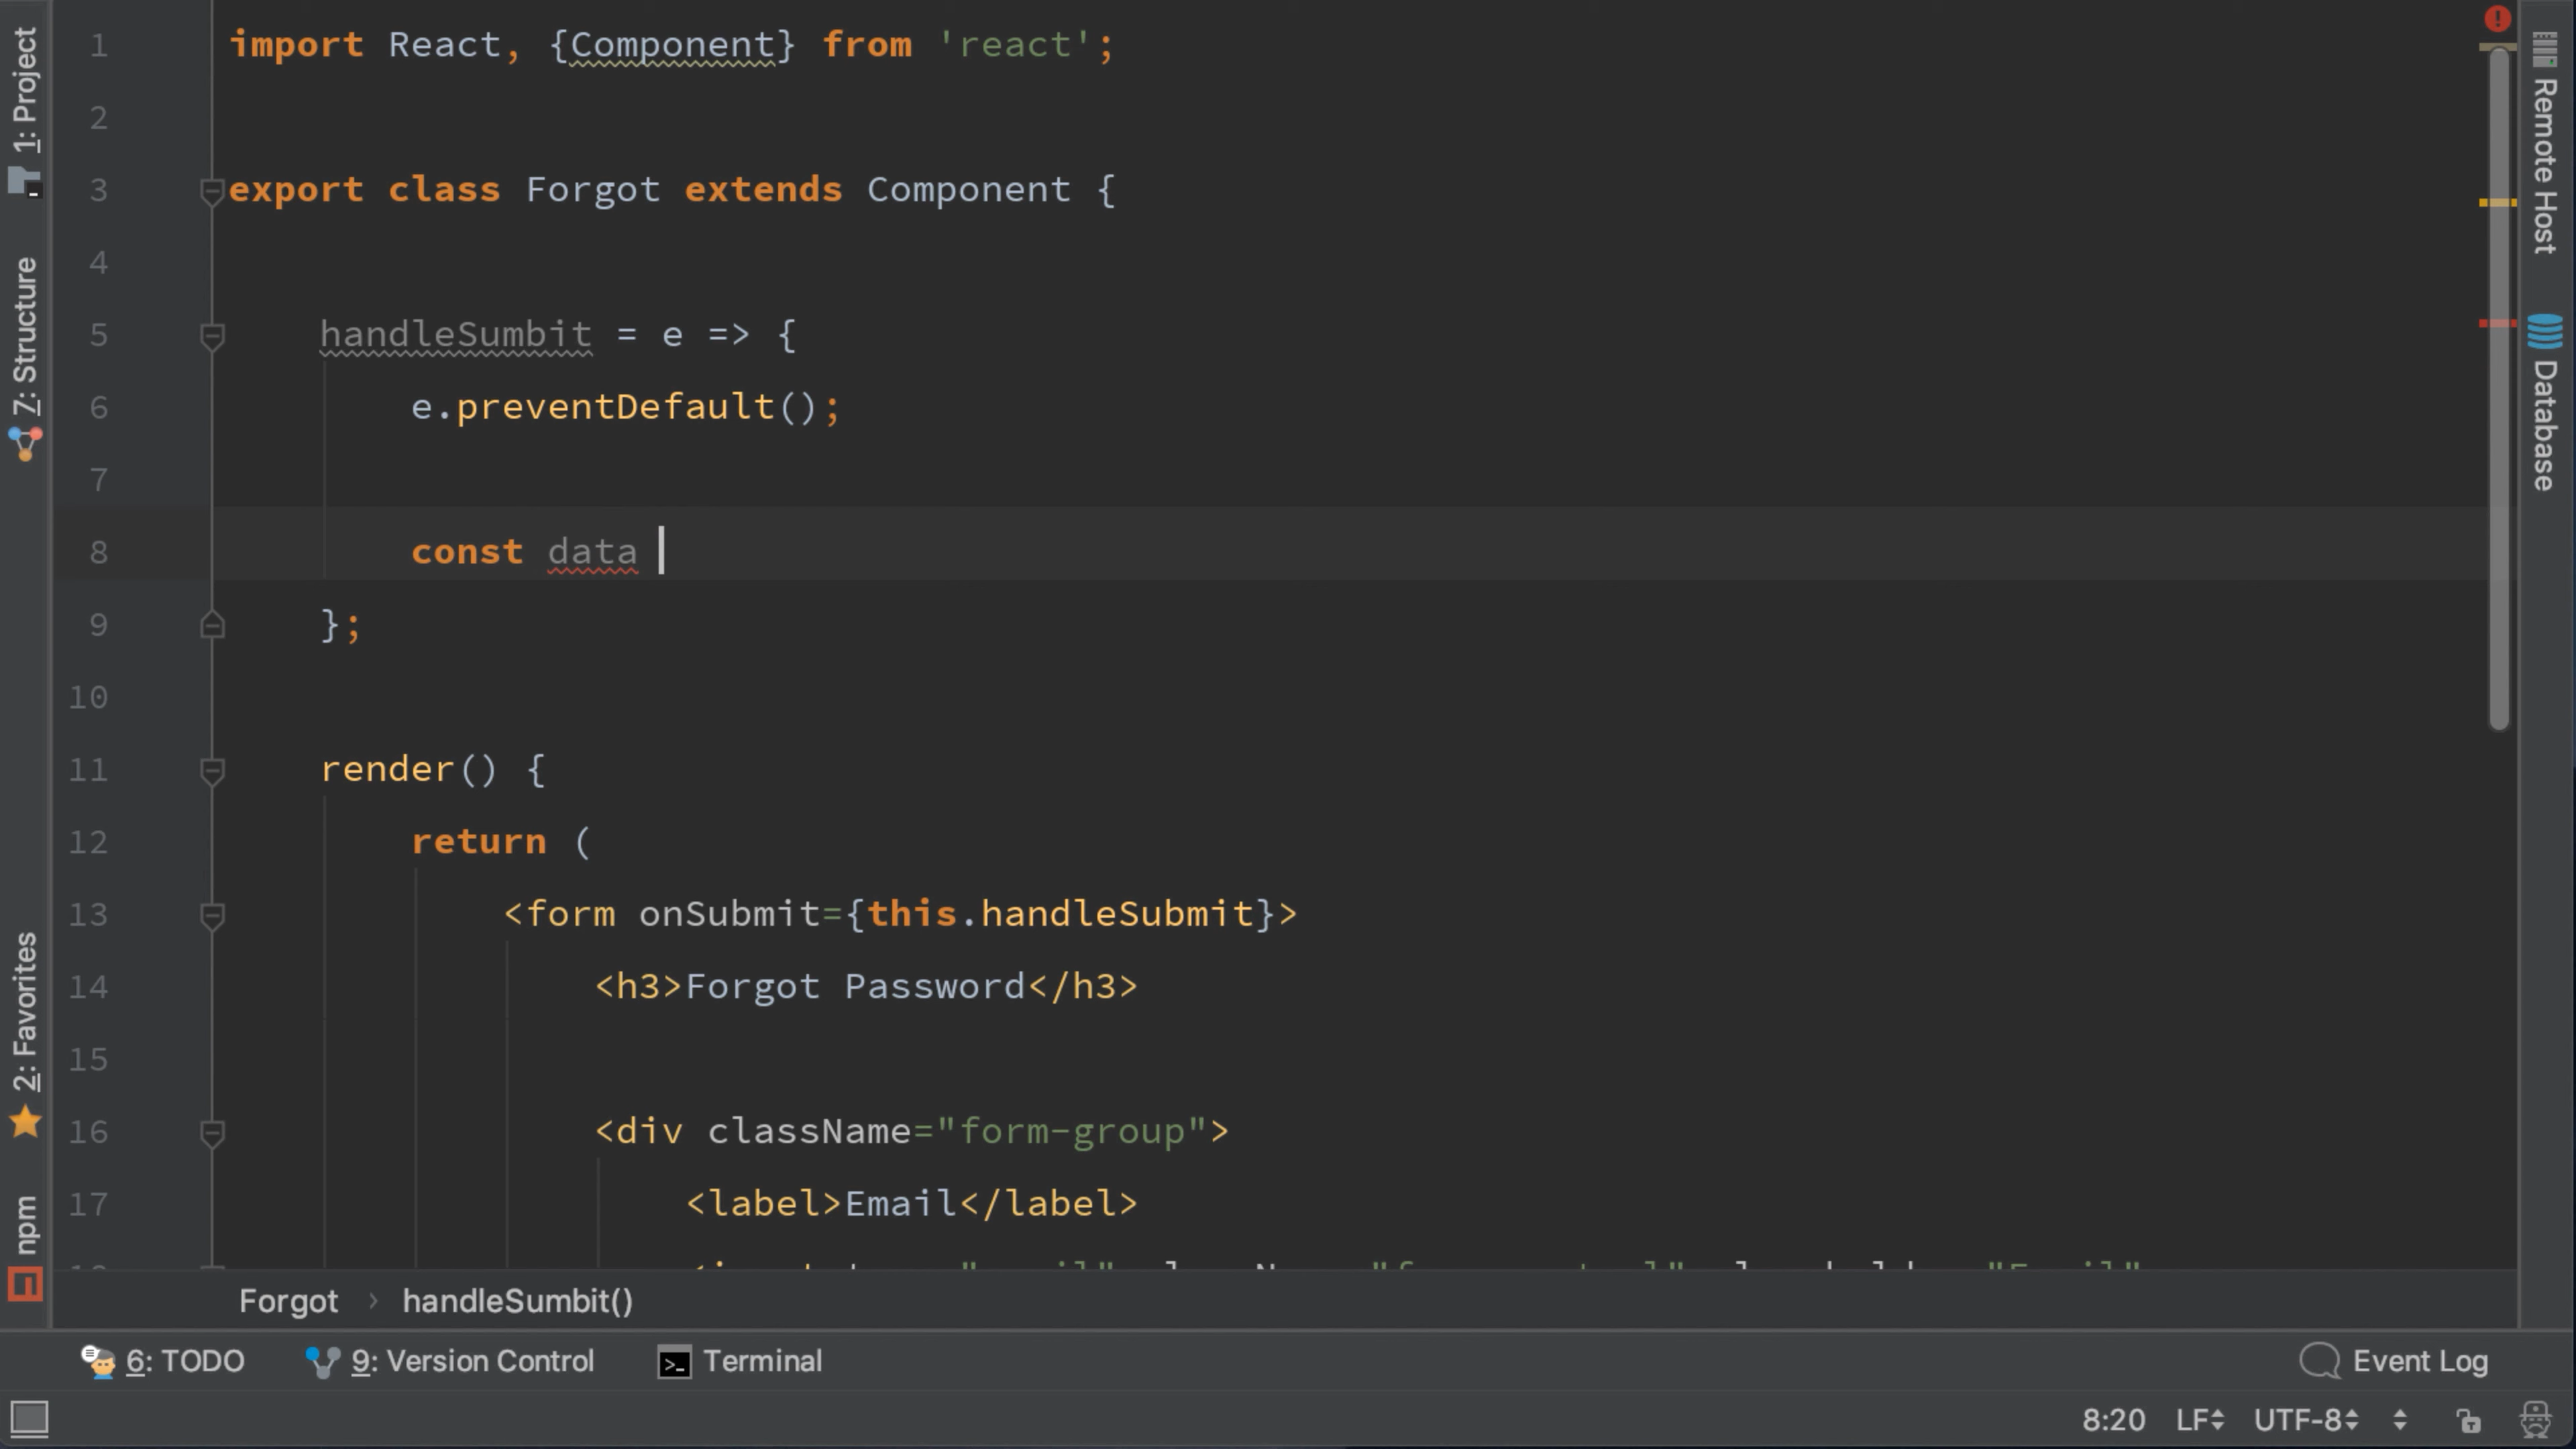 1: Project
7: Structure
2: Favorites
npm
1 import React, {Component} from 'react';
2
3 export class Forgot extends Component {
4
5 handleSumbit = e => {
6 e.preventDefault();
7
8 const data
9 };
10
11 render() {
12 return (
13 <form onSubmit={this.handleSubmit}>
14 <h3>Forgot Password</h3>
15
16 <div className="form-group">
17 <label>Email</label>
Forgot › handleSumbit()
6: TODO 9: Version Control Terminal Event Log
8:20 LF UTF-8
Remote Host
Database